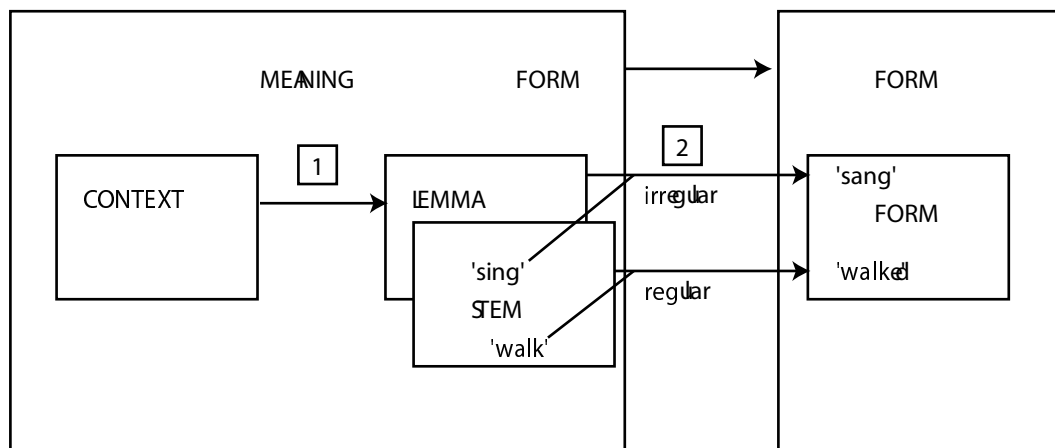 MEANING FORM FORM
1 2
CONTEXT LEMMA 'sang'
irregular
FORM
'sing' 'walked'
regular
STEM
'walk'